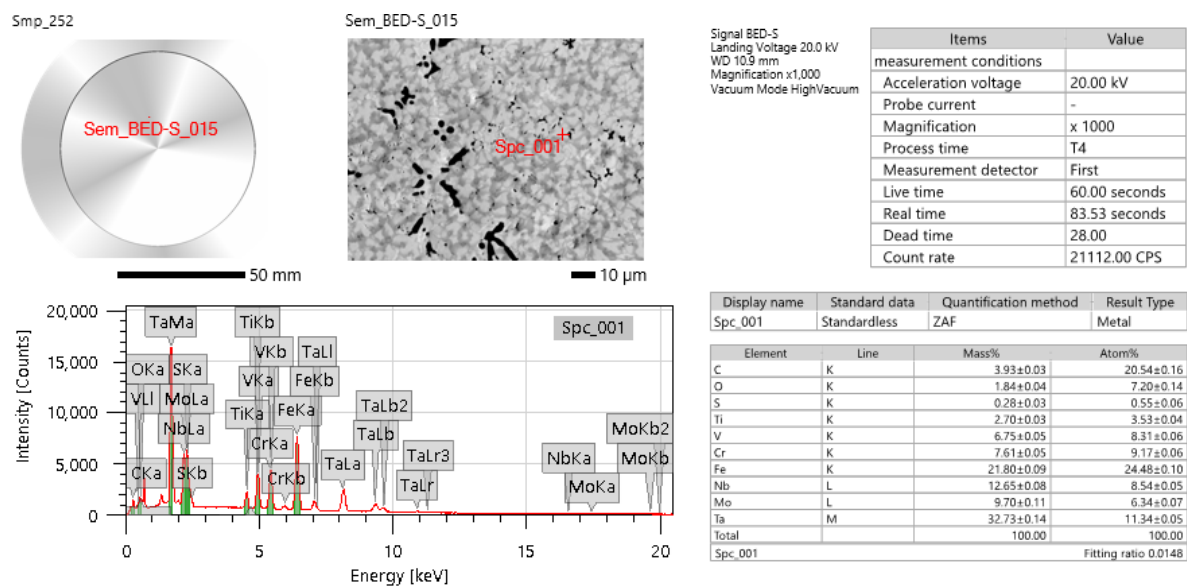 Smp_252
Sem_BED-S_015
Sem_BED-S_015
50 mm
Spc_001
10 µm
Signal BED-S
Landing Voltage 20.0 kV
WD 10.9 mm
Magnification x1,000
Vacuum Mode HighVacuum
Items Value
measurement conditions
Acceleration voltage 20.00 kV
Probe current -
Magnification x 1000
Process time T4
Measurement detector First
Live time 60.00 seconds
Real time 83.53 seconds
Dead time 28.00
Count rate 21112.00 CPS
Intensity [Counts]
20,000
15,000
10,000
5,000
0
TaMa TiKb Spc_001
VKb TaLl
OKa SKa VKa FeKb
VLl MoLa TiKa FeKa TaLb2
NbLa CrKa TaLb MoKb2
CKa SKb CrKb TaLa TaLr3 NbKa MoKb
TaLr MoKa
0 5 10 15 20
Energy [keV]
Display name Standard data Quantification method Result Type
Spc_001 Standardless ZAF Metal
Element Line Mass% Atom%
C K 3.93±0.03 20.54±0.16
O K 1.84±0.04 7.20±0.14
S K 0.28±0.03 0.55±0.06
Ti K 2.70±0.03 3.53±0.04
V K 6.75±0.05 8.31±0.06
Cr K 7.61±0.05 9.17±0.06
Fe K 21.80±0.09 24.48±0.10
Nb L 12.65±0.08 8.54±0.05
Mo L 9.70±0.11 6.34±0.07
Ta M 32.73±0.14 11.34±0.05
Total 100.00 100.00
Spc_001 Fitting ratio 0.0148